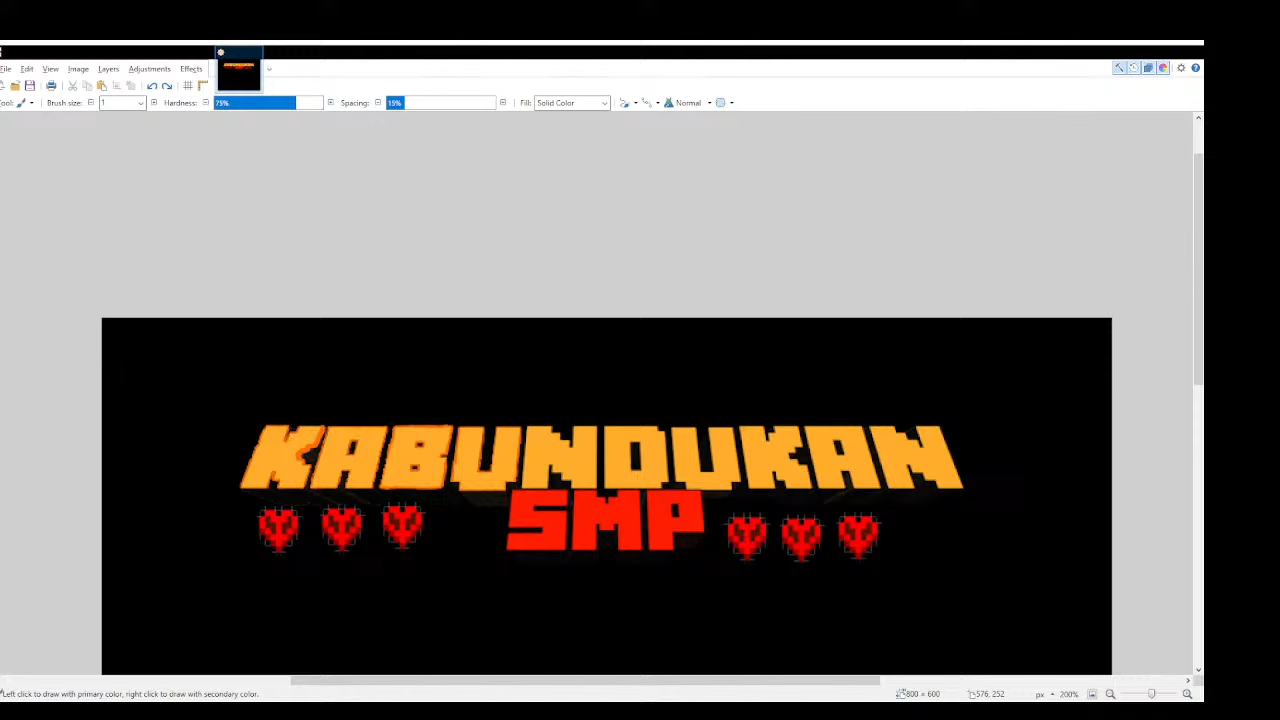 File Edit View Image Layers Adjustments Effects
Tool: Brush size: 1 Hardness: 75% Spacing: 15% Fill: Solid Color Normal
KABUNDUKAN
SMP
Left click to draw with primary color, right click to draw with secondary color. 800 × 600 576, 252 px 200%